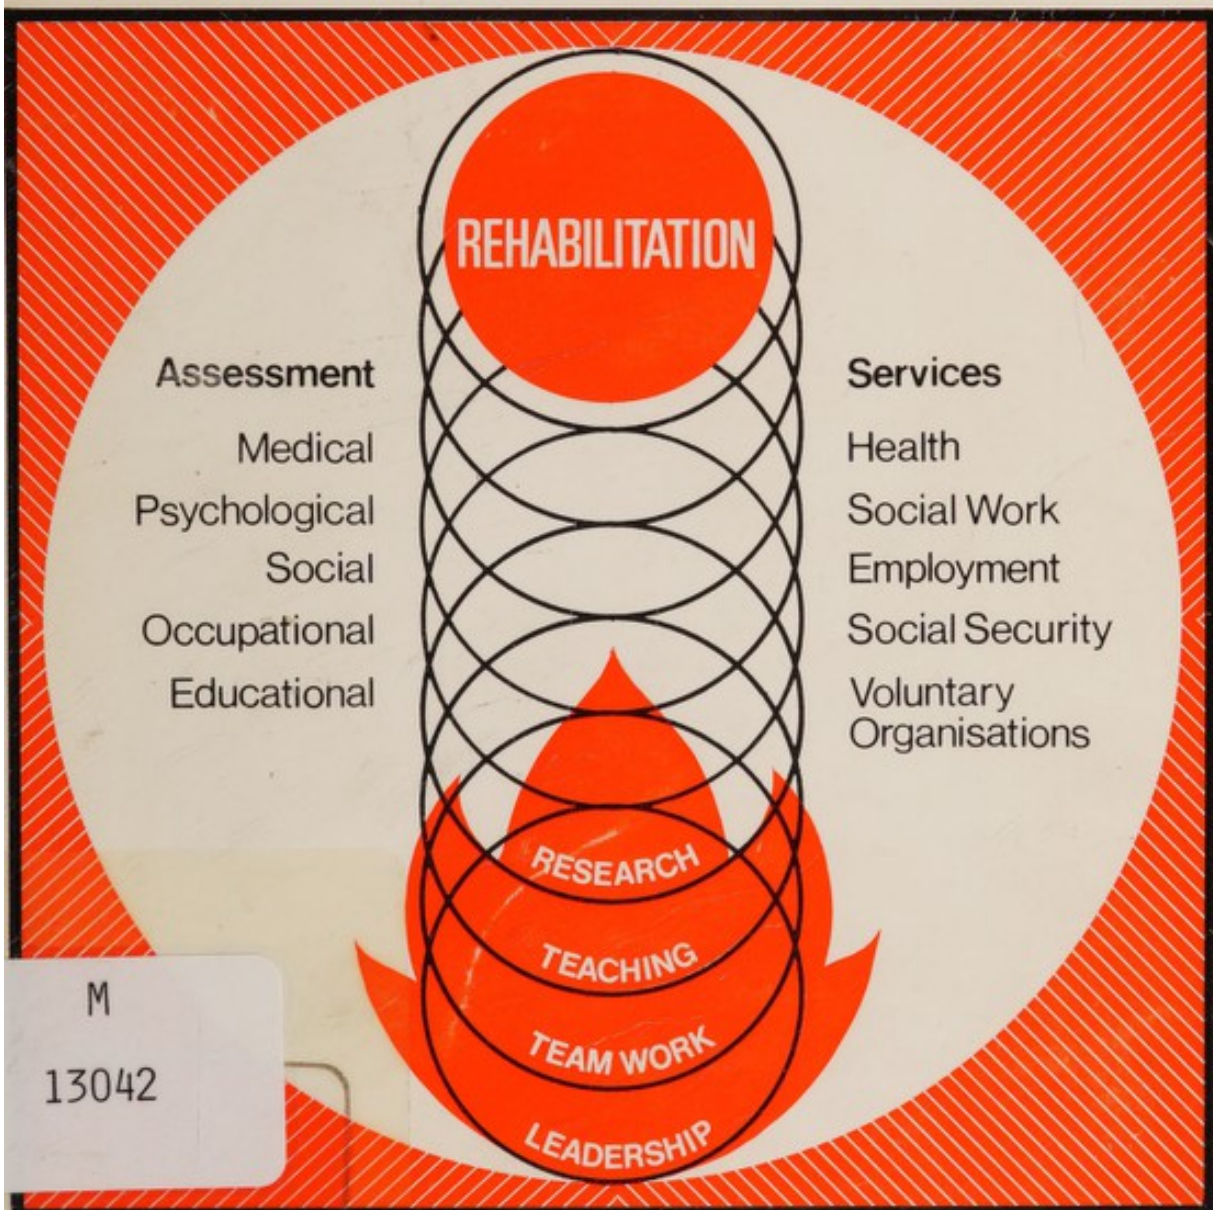 REHABILITATION
Assessment
Medical
Psychological
Social
Occupational
Educational
Services
Health
Social Work
Employment
Social Security
Voluntary
Organisations
RESEARCH
TEACHING
TEAM WORK
LEADERSHIP
M
13042